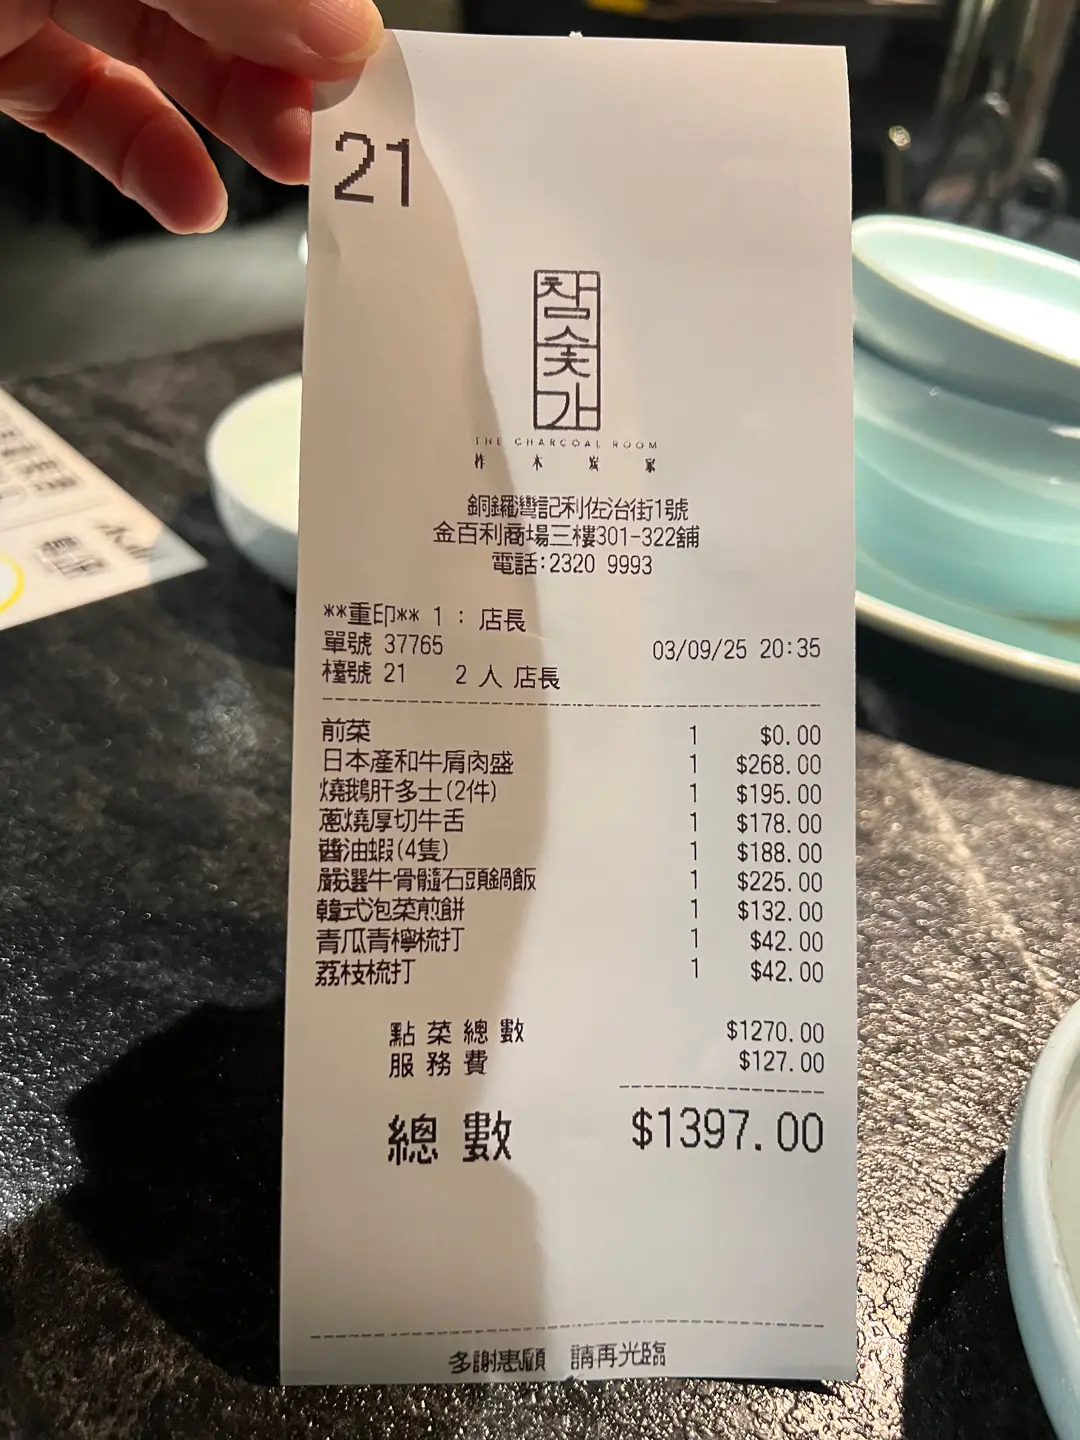 21
참숯가
THE CHARCOAL ROOM
柞木炭家
銅鑼灣記利佐治街1號
金百利商場三樓301-322舖
電話:2320 9993
**重印** 1 : 店長
單號 37765 03/09/25 20:35
檯號 21 2 人 店長
前菜 1 $0.00
日本產和牛肩肉盛 1 $268.00
燒鵝肝多士(2件) 1 $195.00
蔥燒厚切牛舌 1 $178.00
醬油蝦(4隻) 1 $188.00
嚴選牛骨髓石頭鍋飯 1 $225.00
韓式泡菜煎餅 1 $132.00
青瓜青檸梳打 1 $42.00
荔枝梳打 1 $42.00
點菜總數 $1270.00
服務費 $127.00
總數 $1397.00
多謝惠顧 請再光臨